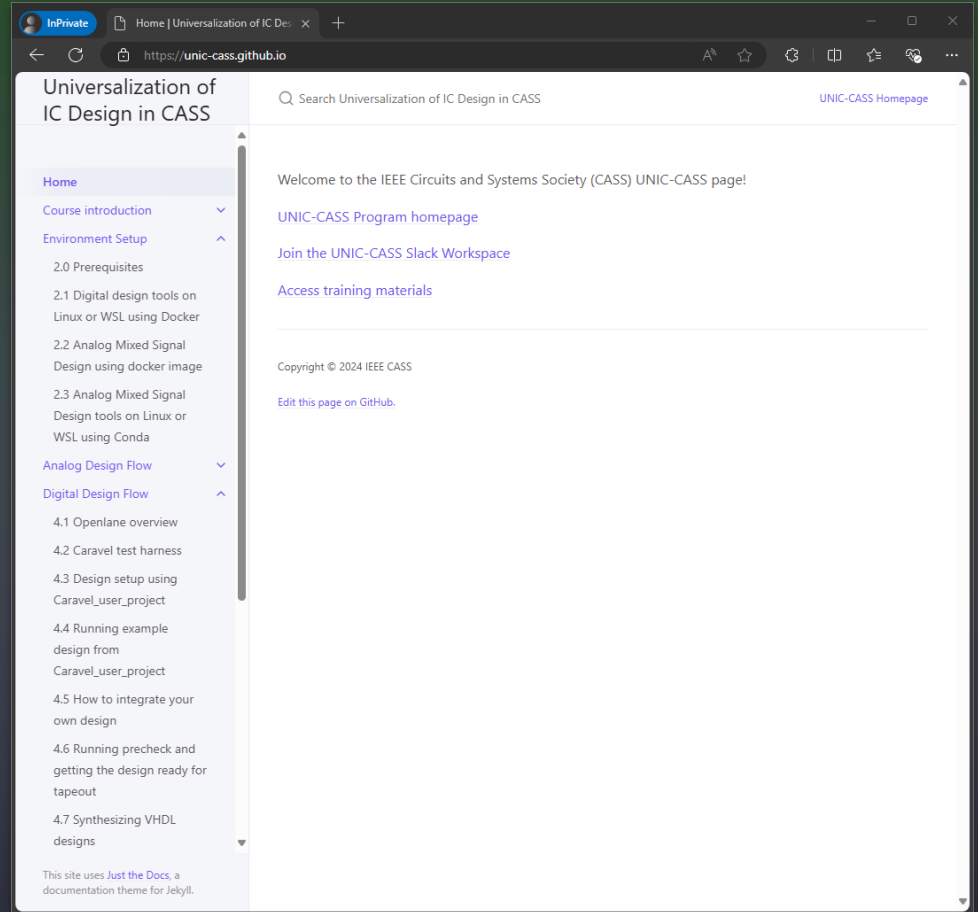 InPrivate
Home | Universalization of IC Des
https://unic-cass.github.io
Universalization of
IC Design in CASS
Search Universalization of IC Design in CASS
UNIC-CASS Homepage
Home
Course introduction
Environment Setup
2.0 Prerequisites
2.1 Digital design tools on
Linux or WSL using Docker
2.2 Analog Mixed Signal
Design using docker image
2.3 Analog Mixed Signal
Design tools on Linux or
WSL using Conda
Analog Design Flow
Digital Design Flow
4.1 Openlane overview
4.2 Caravel test harness
4.3 Design setup using
Caravel_user_project
4.4 Running example
design from
Caravel_user_project
4.5 How to integrate your
own design
4.6 Running precheck and
getting the design ready for
tapeout
4.7 Synthesizing VHDL
designs
This site uses Just the Docs, a
documentation theme for Jekyll.
Welcome to the IEEE Circuits and Systems Society (CASS) UNIC-CASS page!
UNIC-CASS Program homepage
Join the UNIC-CASS Slack Workspace
Access training materials
Copyright © 2024 IEEE CASS
Edit this page on GitHub.